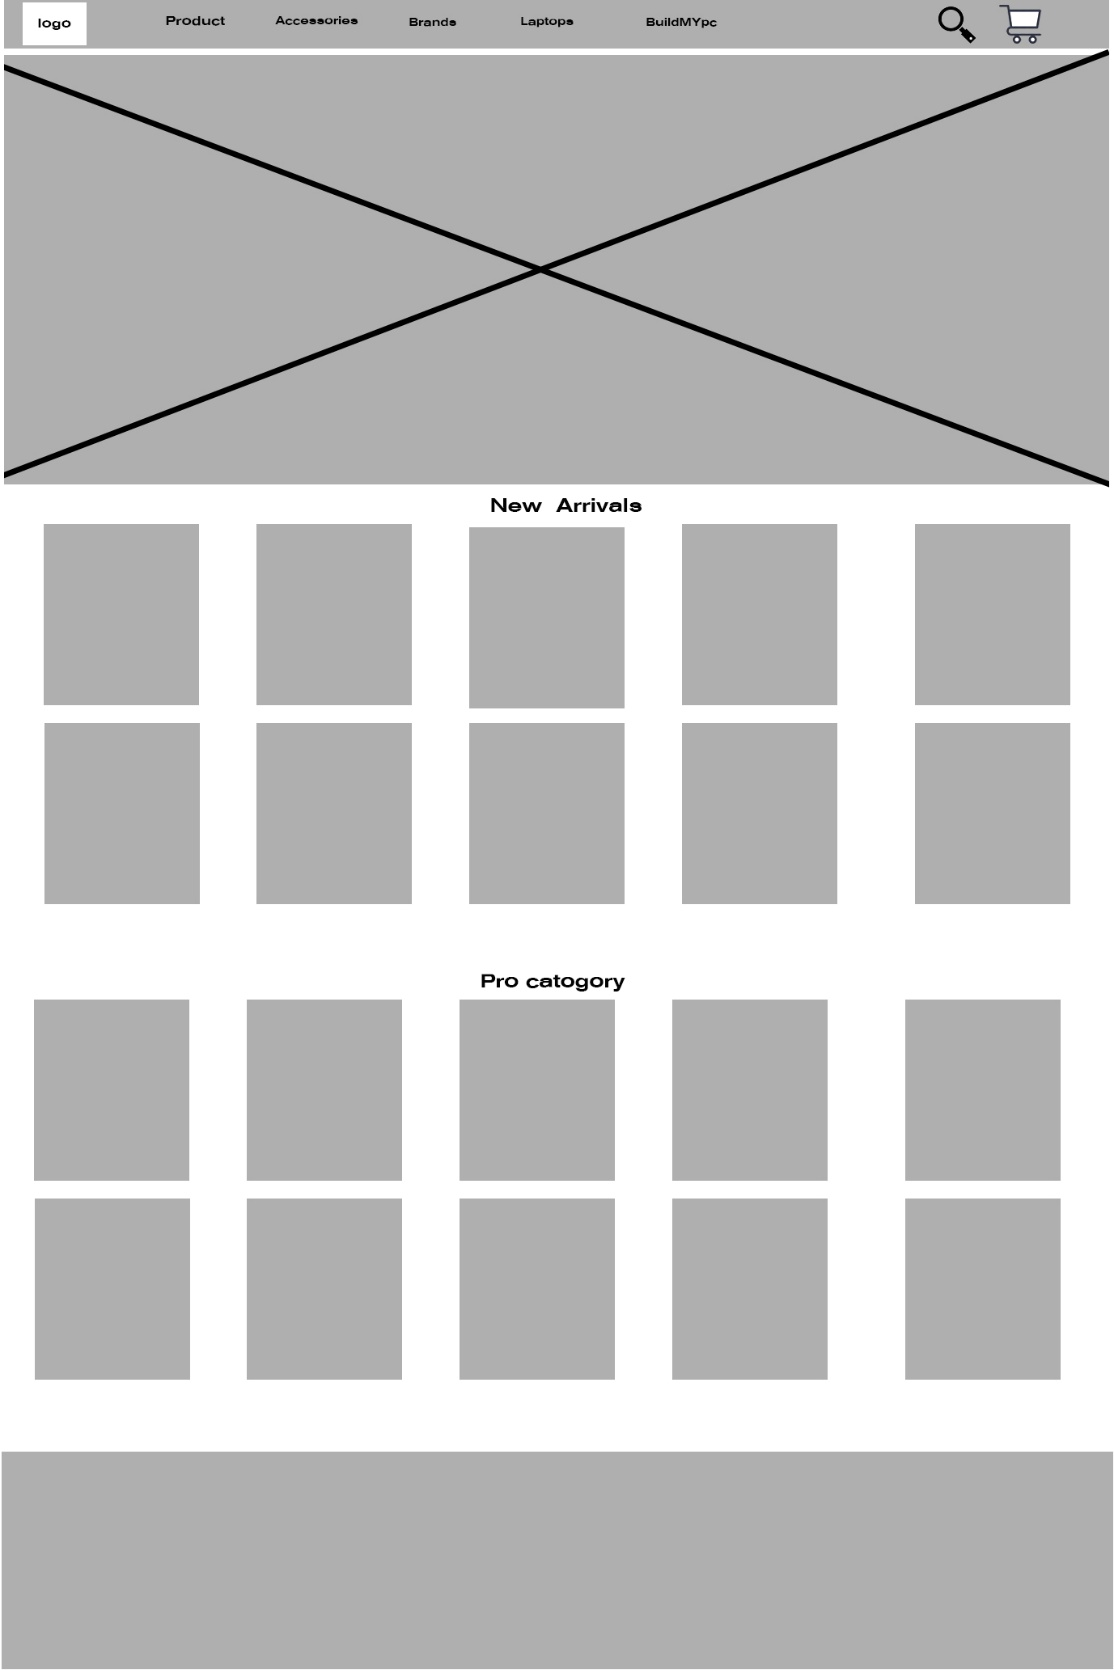 logo Product Accessories Brands Laptops BuildMYpc
New Arrivals
Pro catogory